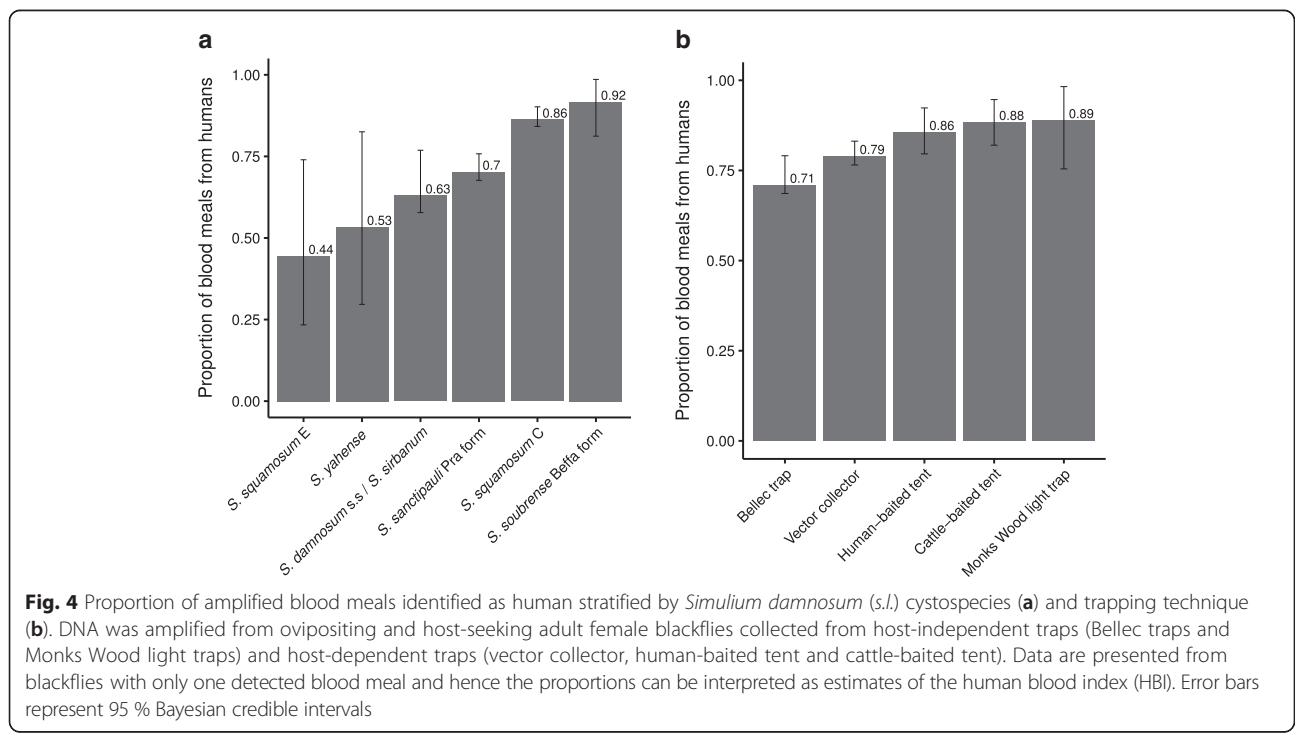 a
Proportion of blood meals from humans
1.00
0.75
0.50
0.25
0.00
0.44
0.53
0.63
0.7
0.86
0.92
S. squamosum E
S. yahense
S. damnosum s.s / S. sirbanum
S. sanctipauli Pra form
S. squamosum C
S. soubrense Beffa form
b
Proportion of blood meals from humans
1.00
0.75
0.50
0.25
0.00
0.71
0.79
0.86
0.88
0.89
Bellec trap
Vector collector
Human–baited tent
Cattle–baited tent
Monks Wood light trap
Fig. 4 Proportion of amplified blood meals identified as human stratified by Simulium damnosum (s.l.) cystospecies (a) and trapping technique
(b). DNA was amplified from ovipositing and host-seeking adult female blackflies collected from host-independent traps (Bellec traps and
Monks Wood light traps) and host-dependent traps (vector collector, human-baited tent and cattle-baited tent). Data are presented from
blackflies with only one detected blood meal and hence the proportions can be interpreted as estimates of the human blood index (HBI). Error bars
represent 95 % Bayesian credible intervals